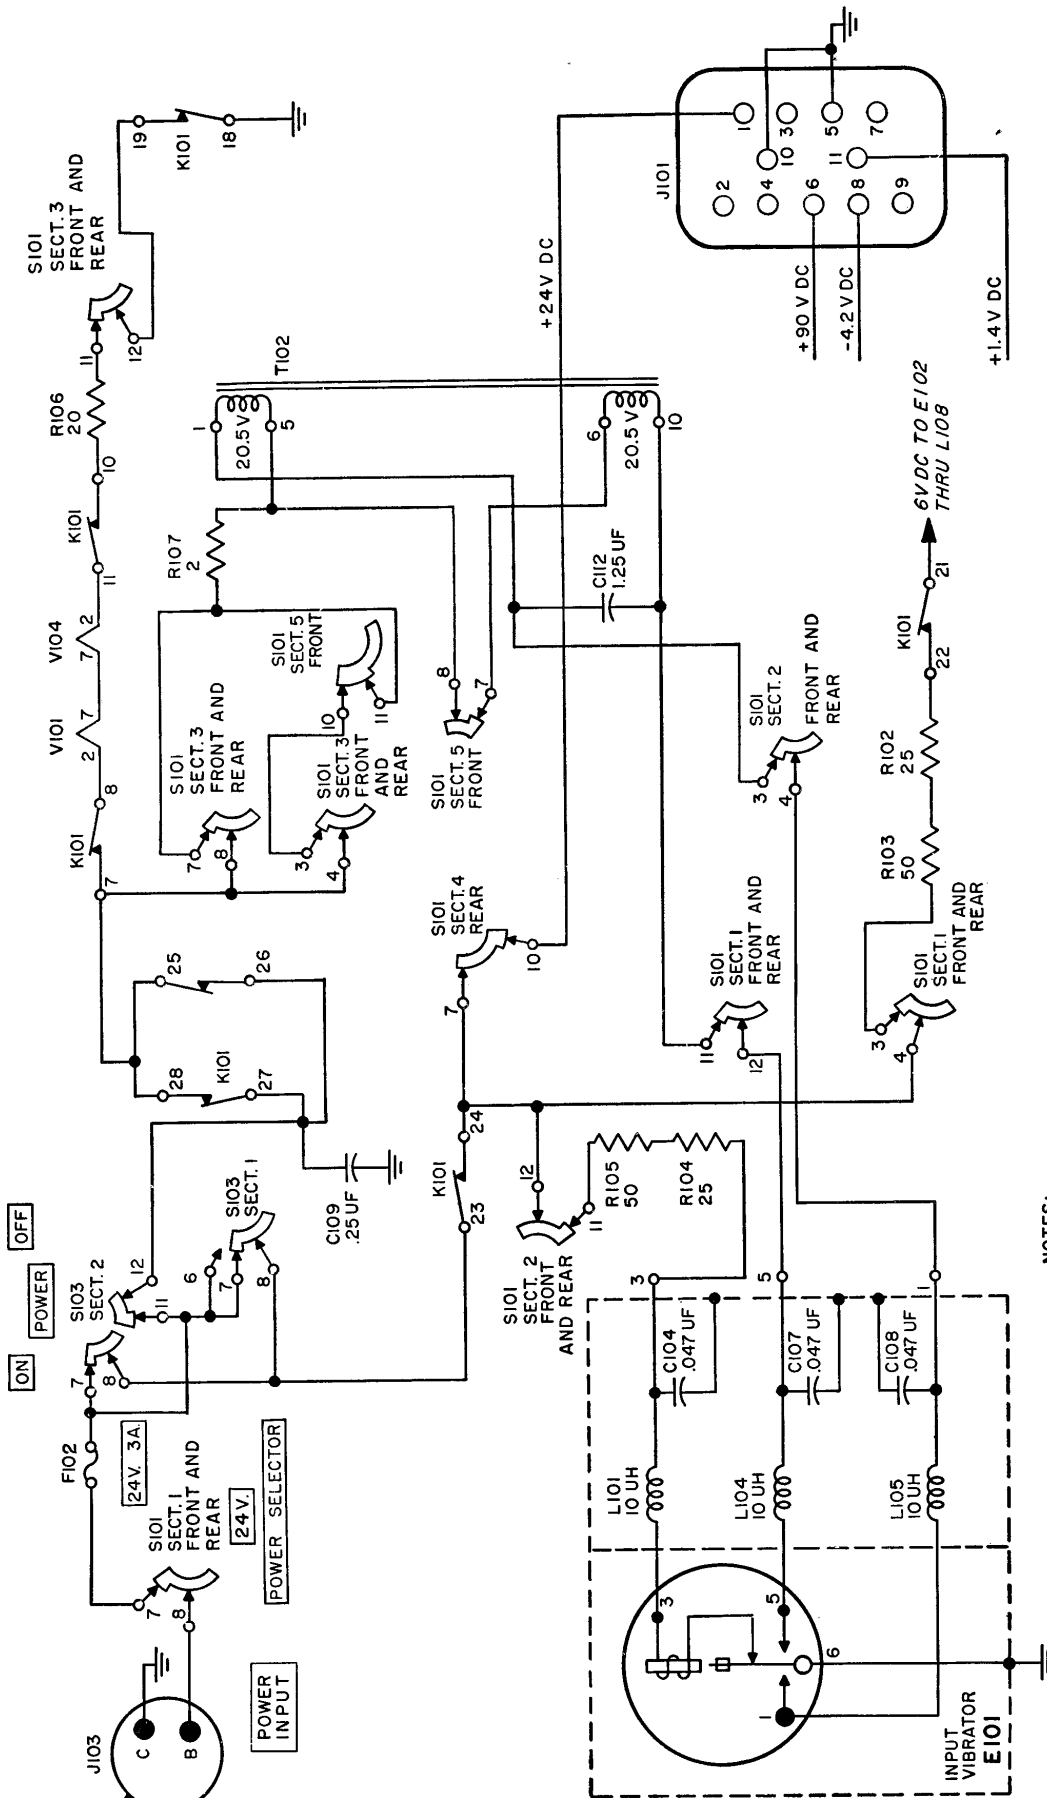 OFF
POWER
ON
S103
SECT. 2
7
8
11
12
S103
SECT. 1
6
7
8
F102
24V. 3A.
S101
SECT. 1
FRONT AND
REAR
24 V.
POWER SELECTOR
7
8
J103
C
B
POWER
INPUT
C109
.25 UF
K101
28
27
25
26
K101
7
8
V101
2
7
V104
7
2
K101
11
10
R106
20
S101
SECT. 3
FRONT AND
REAR
11
12
19
K101
18
S101
SECT. 3
FRONT AND
REAR
7
8
S101
SECT. 3
FRONT
AND
REAR
3
4
S101
SECT. 5
FRONT
10
11
R107
2
T102
1
20.5 V
5
6
20.5 V
10
S101
SECT. 5
FRONT
8
7
C112
1.25 UF
+24V DC
J101
1
2
3
4
5
6
7
8
9
10
11
+90 V DC
-4.2 V DC
+1.4 V DC
K101
23
24
S101
SECT. 4
REAR
7
10
S101
SECT. 2
FRONT
AND REAR
12
11
R105
50
R104
25
S101
SECT. 1
FRONT AND
REAR
11
12
S101
SECT. 2
FRONT AND
REAR
3
4
S101
SECT. 1
FRONT AND
REAR
3
4
R103
50
R102
25
K101
22
21
6V DC TO E102
THRU L108
3
5
1
C104
.047 UF
C107
.047 UF
C108
.047 UF
L101
10 UH
L104
10 UH
L105
10 UH
3
5
1
6
INPUT
VIBRATOR
E101
NOTES: